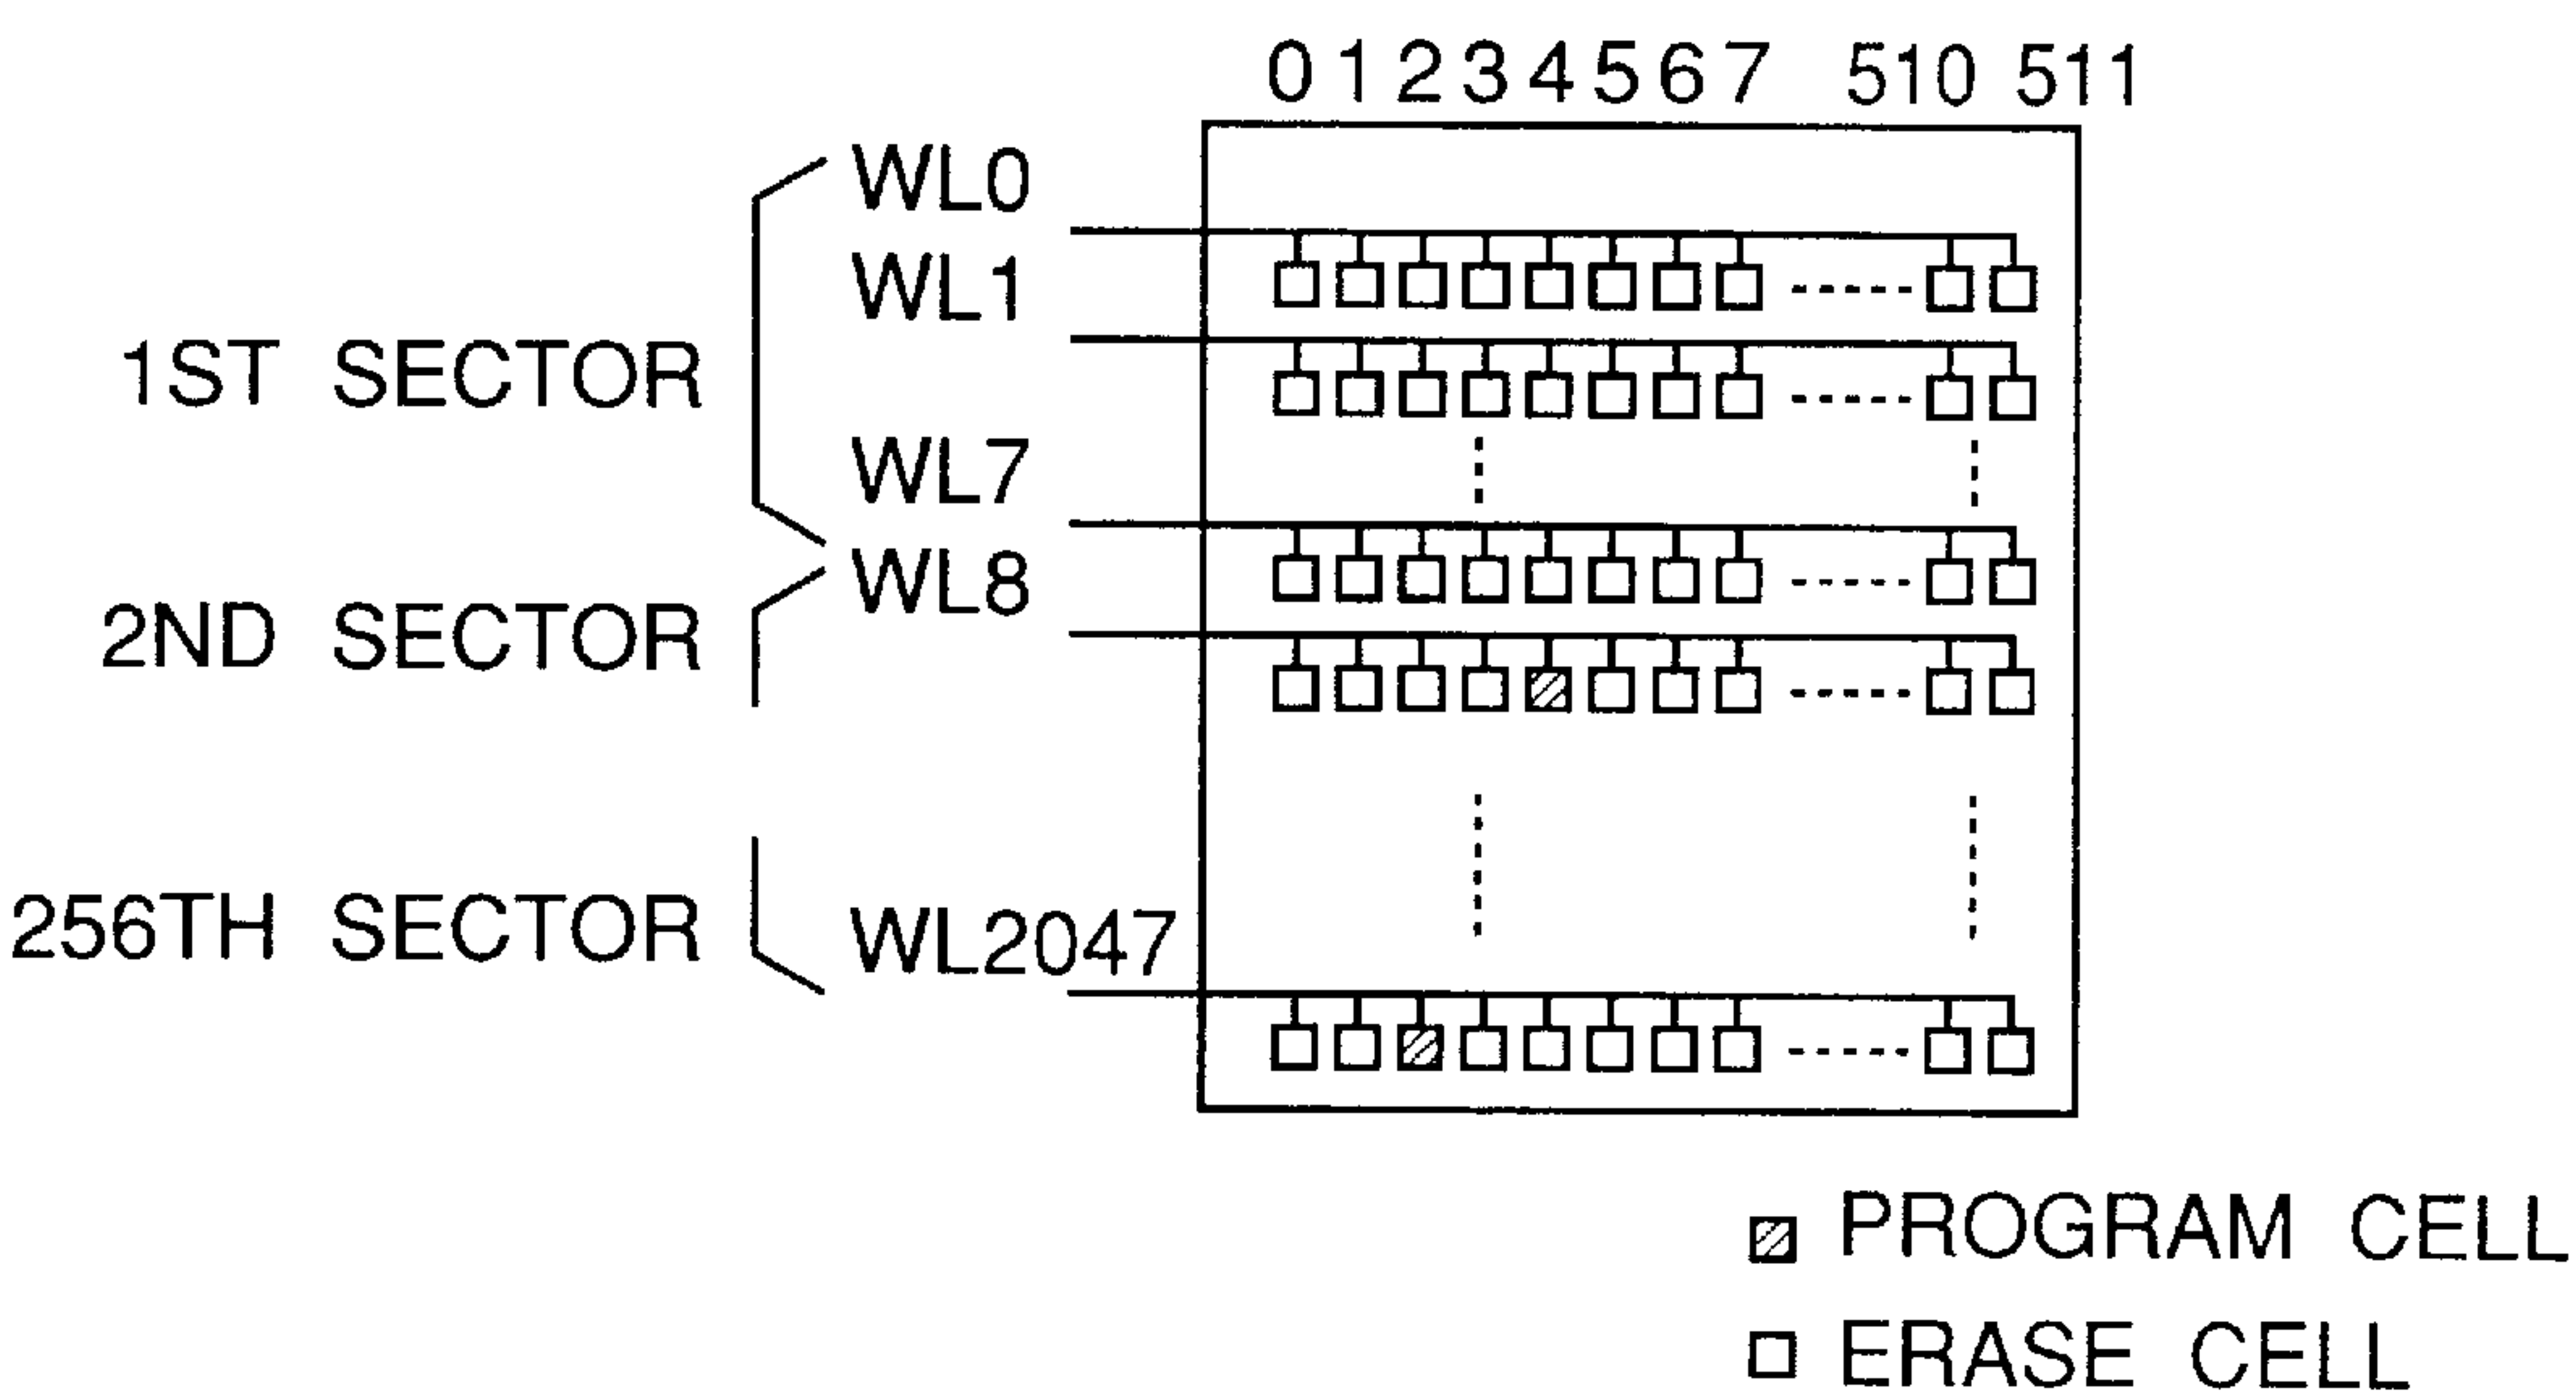 0 1 2 3 4 5 6 7 510 511
WL0
WL1
1ST SECTOR
WL7
WL8
2ND SECTOR
256TH SECTOR
WL2047
PROGRAM CELL
ERASE CELL